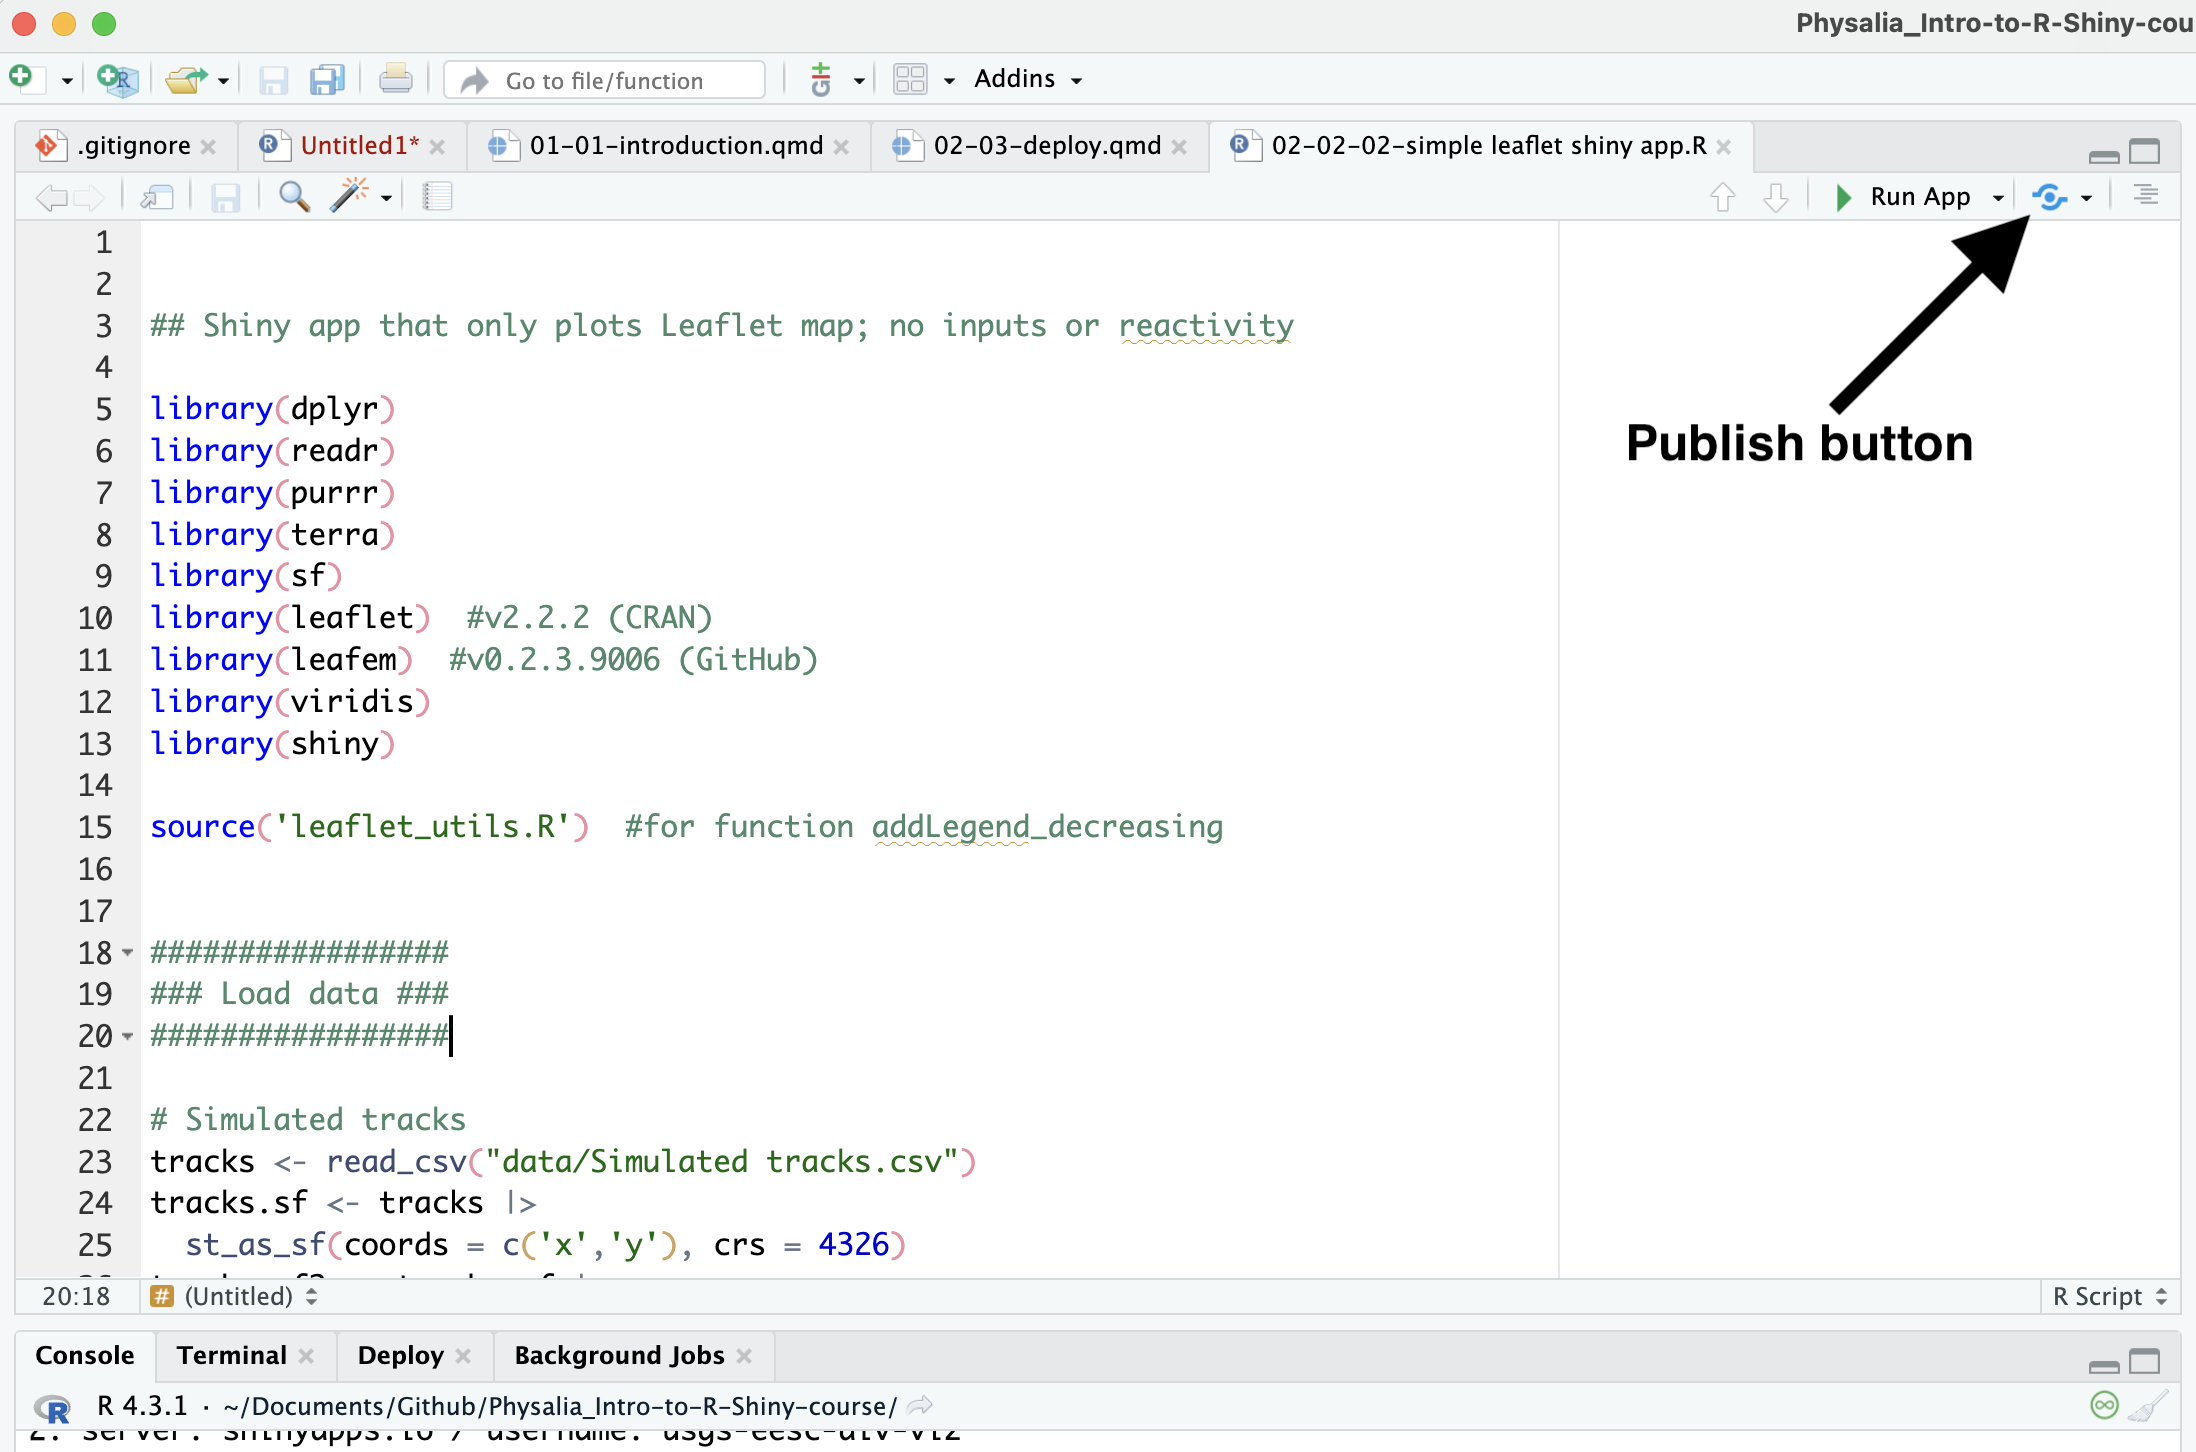 Physalia_Intro-to-R-Shiny-cou
Go to file/function
Addins
.gitignore
Untitled1*
01-01-introduction.qmd
02-03-deploy.qmd
02-02-02-simple leaflet shiny app.R
Run App
Publish button
1
2
3 ## Shiny app that only plots Leaflet map; no inputs or reactivity
4
5 library(dplyr)
6 library(readr)
7 library(purrr)
8 library(terra)
9 library(sf)
10 library(leaflet)  #v2.2.2 (CRAN)
11 library(leafem)  #v0.2.3.9006 (GitHub)
12 library(viridis)
13 library(shiny)
14
15 source('leaflet_utils.R')  #for function addLegend_decreasing
16
17
18 #################
19 ### Load data ###
20 #################
21
22 # Simulated tracks
23 tracks <- read_csv("data/Simulated tracks.csv")
24 tracks.sf <- tracks |>
25   st_as_sf(coords = c('x','y'), crs = 4326)
20:18
# (Untitled)
R Script
Console
Terminal
Deploy
Background Jobs
R 4.3.1 · ~/Documents/Github/Physalia_Intro-to-R-Shiny-course/
2. server: shinyapps.io / username: